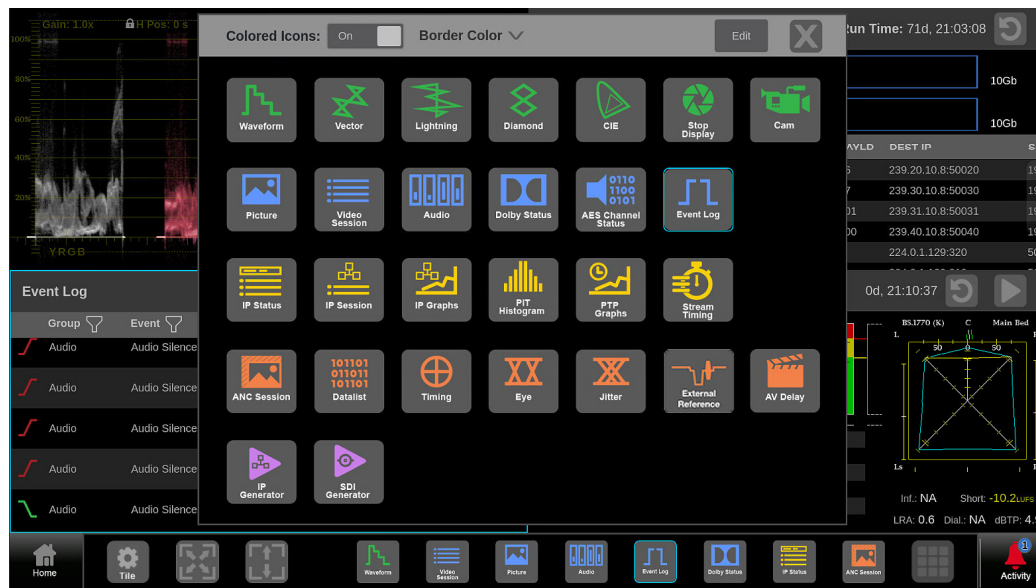 Gain: 1.0x H Pos: 0 s
100%
80%
60%
40%
20%
YRGB
Colored Icons: On Border Color Edit X
Run Time: 71d, 21:03:08
10Gb
10Gb
Waveform Vector Lightning Diamond CIE Stop Display Cam
Picture Video Session Audio Dolby Status 0110 1100 0101 AES Channel Status Event Log
IP Status IP Session IP Graphs PIT Histogram PTP Graphs Stream Timing
ANC Session 101101 011011 101101 Datalist Timing Eye Jitter External Reference AV Delay
IP Generator SDI Generator
DEST IP
239.20.10.8:50020
239.30.10.8:50030
239.31.10.8:50031
239.40.10.8:50040
224.0.1.129:320
0d, 21:10:37
Event Log
Group Event
Audio Audio Silence
Audio Audio Silence
Audio Audio Silence
Audio Audio Silence
Audio Audio Silence
BS.1770 (K) C Main Bed
L
50 0 50
Ls
Inf.: NA Short: -10.2LUFS
LRA: 0.6 Dial.: NA dBTP: 4.
Home Tile Waveform Video Session Picture Audio Event Log Dolby Status IP Status ANC Session 1 Activity